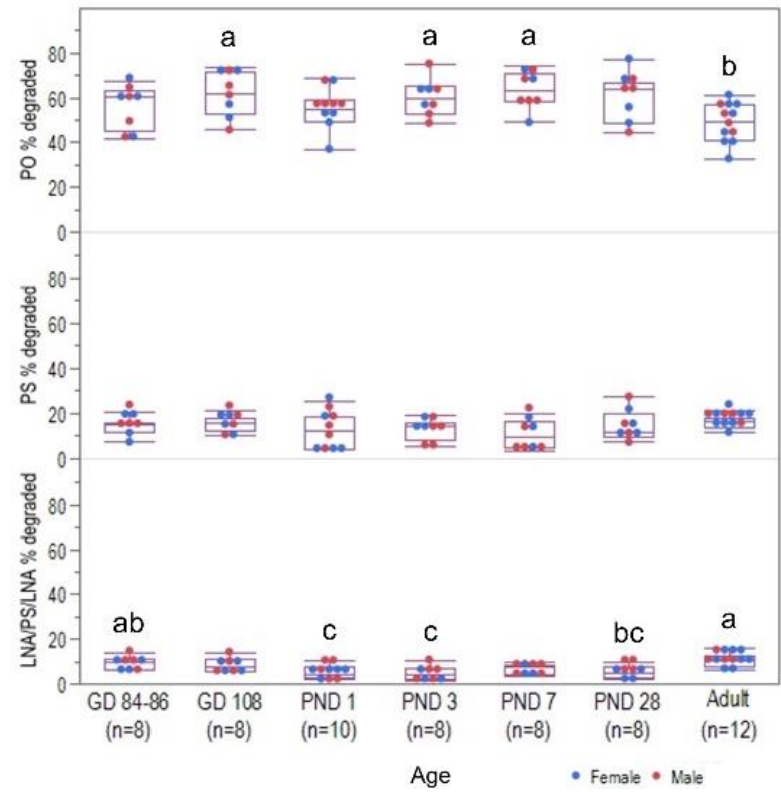 a a a b
PO % degraded
80
60
40
20
0
PS % degraded
80
60
40
20
0
LNA/PS/LNA % degraded
80
60
40
20
0
ab c c bc a
GD 84-86 GD 108 PND 1 PND 3 PND 7 PND 28 Adult
(n=8) (n=8) (n=10) (n=8) (n=8) (n=8) (n=12)
Age
Female Male